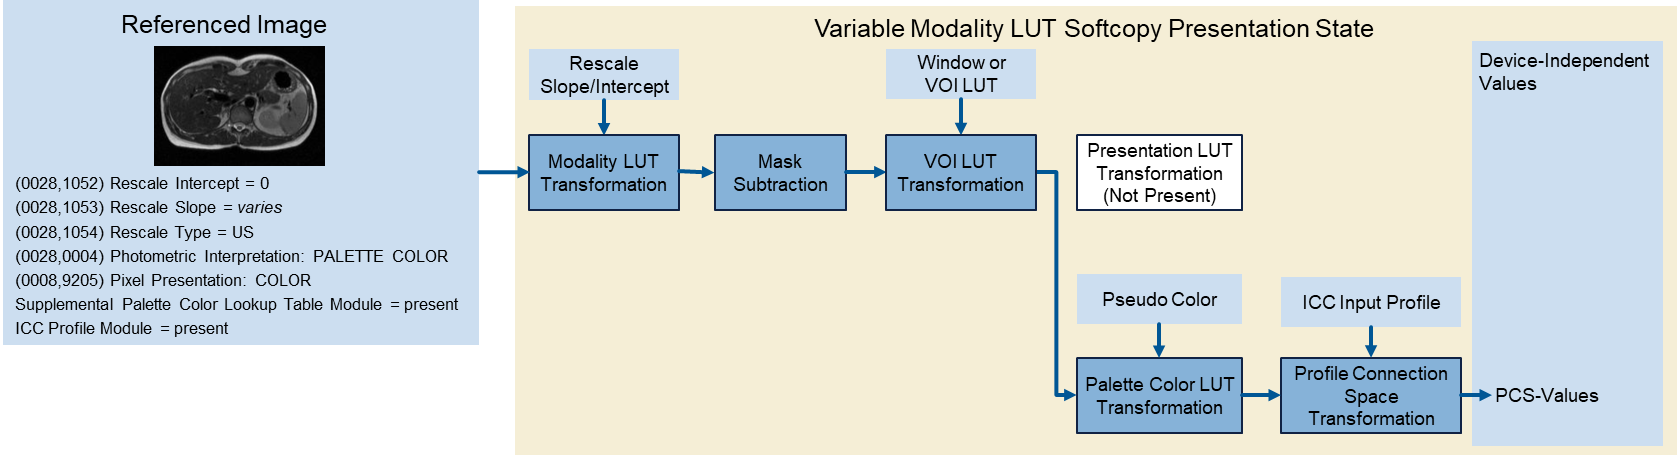 Referenced Image
(0028,1052) Rescale Intercept = 0
(0028,1053) Rescale Slope = varies
(0028,1054) Rescale Type = US
(0028,0004) Photometric Interpretation: PALETTE COLOR
(0008,9205) Pixel Presentation: COLOR
Supplemental Palette Color Lookup Table Module = present
ICC Profile Module = present
Variable Modality LUT Softcopy Presentation State
Rescale
Slope/Intercept
Modality LUT
Transformation
Mask
Subtraction
Window or
VOI LUT
VOI LUT
Transformation
Presentation LUT
Transformation
(Not Present)
Pseudo Color
Palette Color LUT
Transformation
ICC Input Profile
Profile Connection
Space
Transformation
Device-Independent
Values
PCS-Values